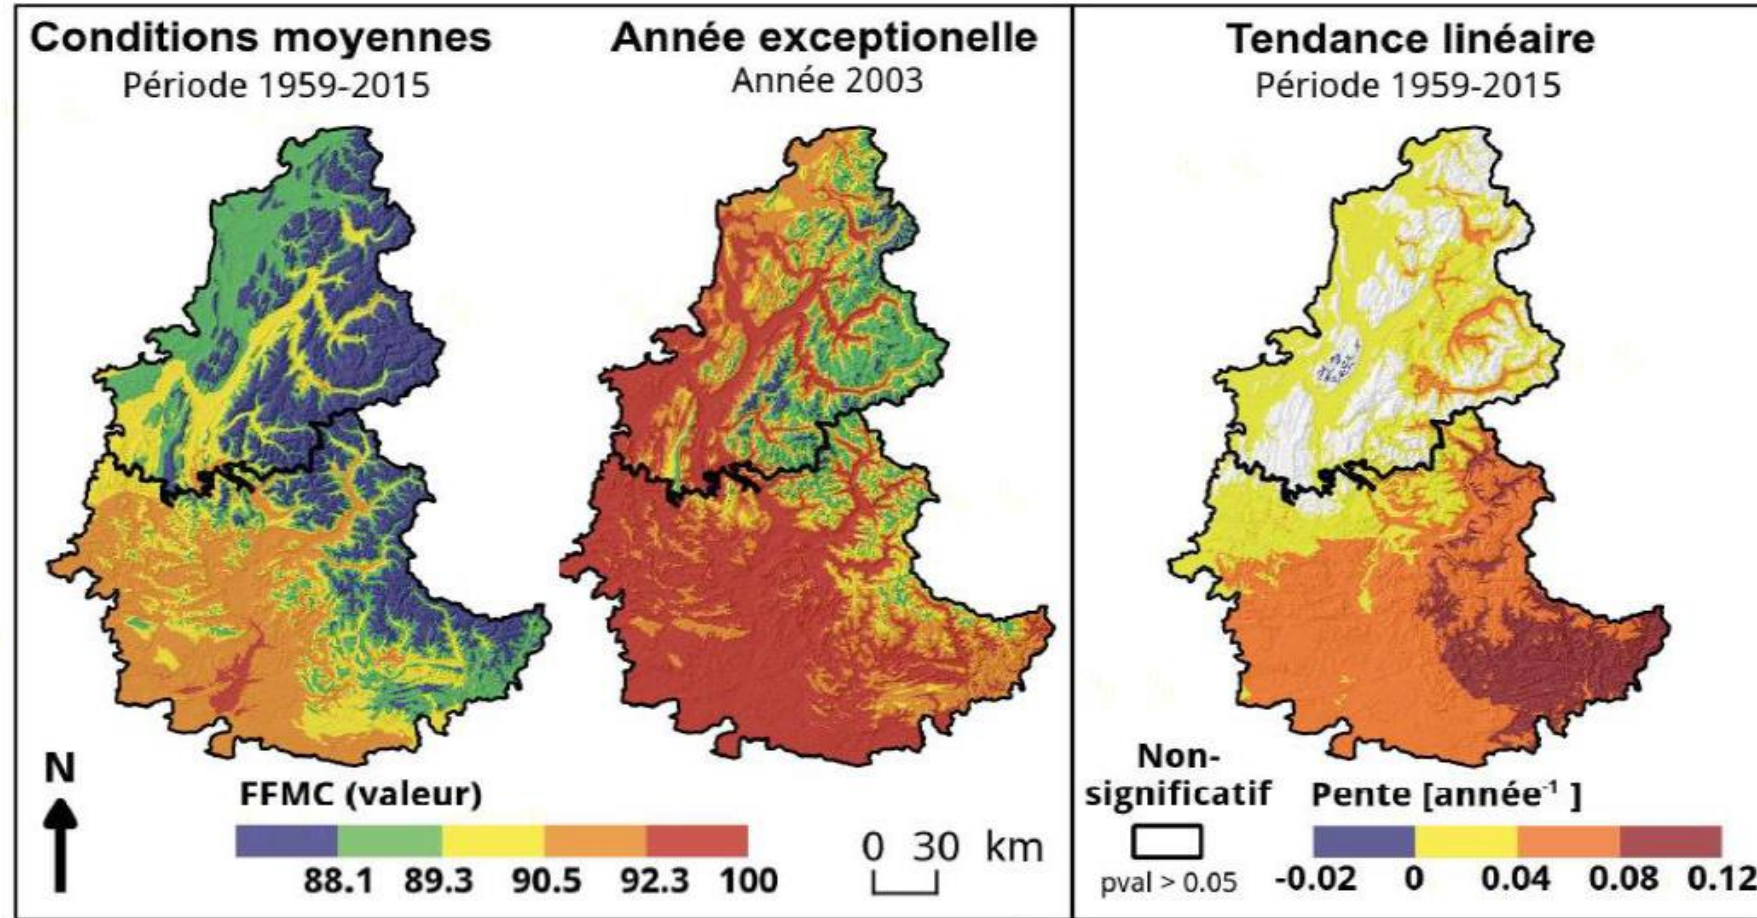 Conditions moyennes
Période 1959-2015
Année exceptionelle
Année 2003
Tendance linéaire
Période 1959-2015
N
FFMC (valeur)
88.1 89.3 90.5 92.3 100
0 30 km
Non-
significatif
pval > 0.05
Pente [année⁻¹ ]
-0.02 0 0.04 0.08 0.12